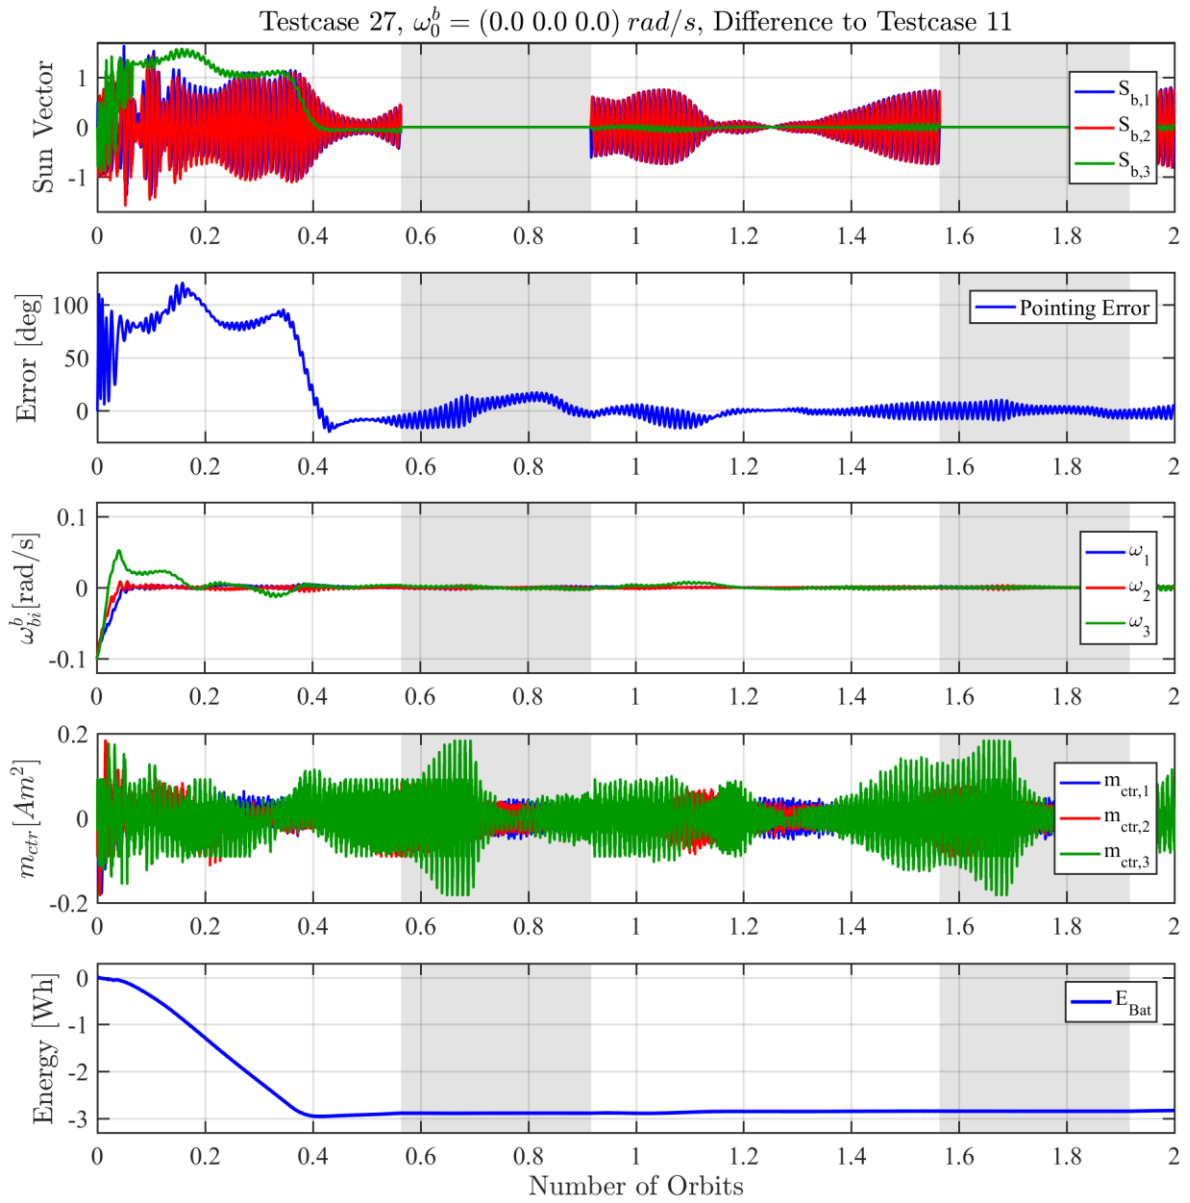 Testcase 27, ω₀ᵇ = (0.0 0.0 0.0) rad/s, Difference to Testcase 11
Sun Vector
1
0
-1
S_b,1
S_b,2
S_b,3
0 0.2 0.4 0.6 0.8 1 1.2 1.4 1.6 1.8 2
Error [deg]
100
50
0
Pointing Error
0 0.2 0.4 0.6 0.8 1 1.2 1.4 1.6 1.8 2
ω_bi^b [rad/s]
0.1
0
-0.1
ω_1
ω_2
ω_3
0 0.2 0.4 0.6 0.8 1 1.2 1.4 1.6 1.8 2
m_ctr [Am²]
0.2
0
-0.2
m_ctr,1
m_ctr,2
m_ctr,3
0 0.2 0.4 0.6 0.8 1 1.2 1.4 1.6 1.8 2
Energy [Wh]
0
-1
-2
-3
E_Bat
0 0.2 0.4 0.6 0.8 1 1.2 1.4 1.6 1.8 2
Number of Orbits